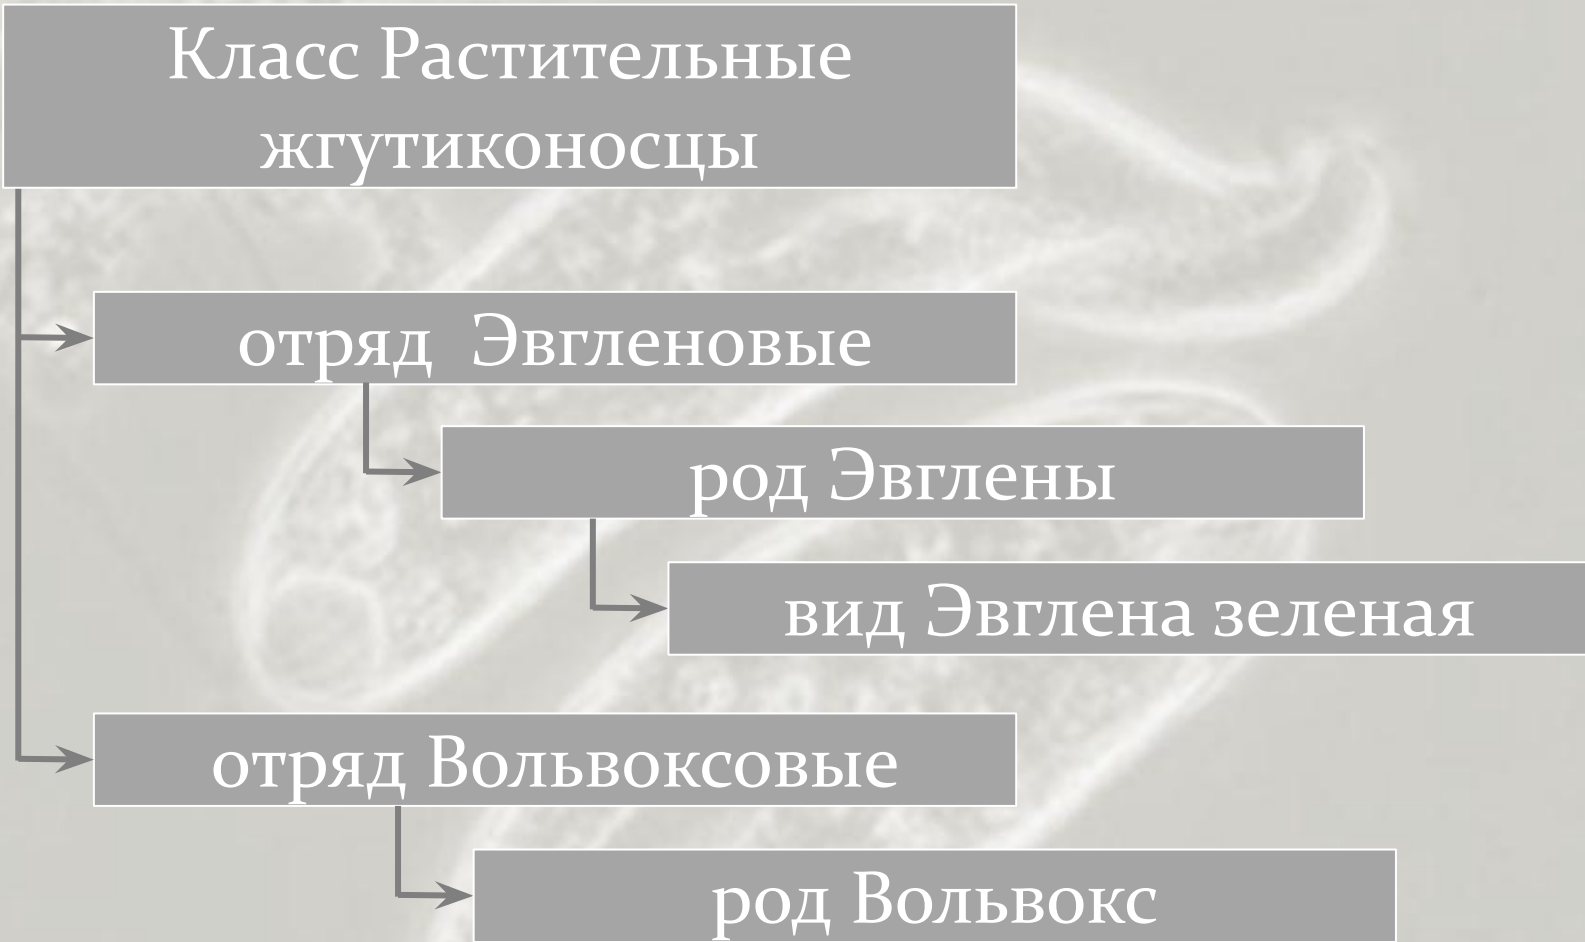 Класс Растительные
жгутиконосцы
отряд Эвгленовые
род Эвглены
вид Эвглена зеленая
отряд Вольвоксовые
род Вольвокс